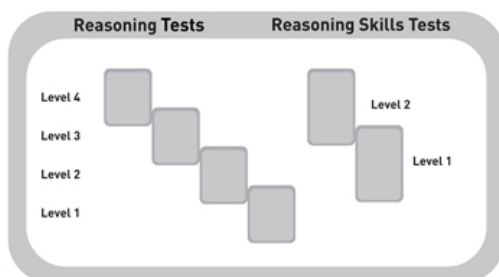 Reasoning Tests
Reasoning Skills Tests
Level 4
Level 3
Level 2
Level 1
Level 2
Level 1